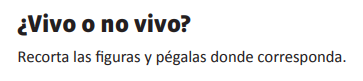 ¿Vivo o no vivo?
Recorta las figuras y pégalas donde corresponda.